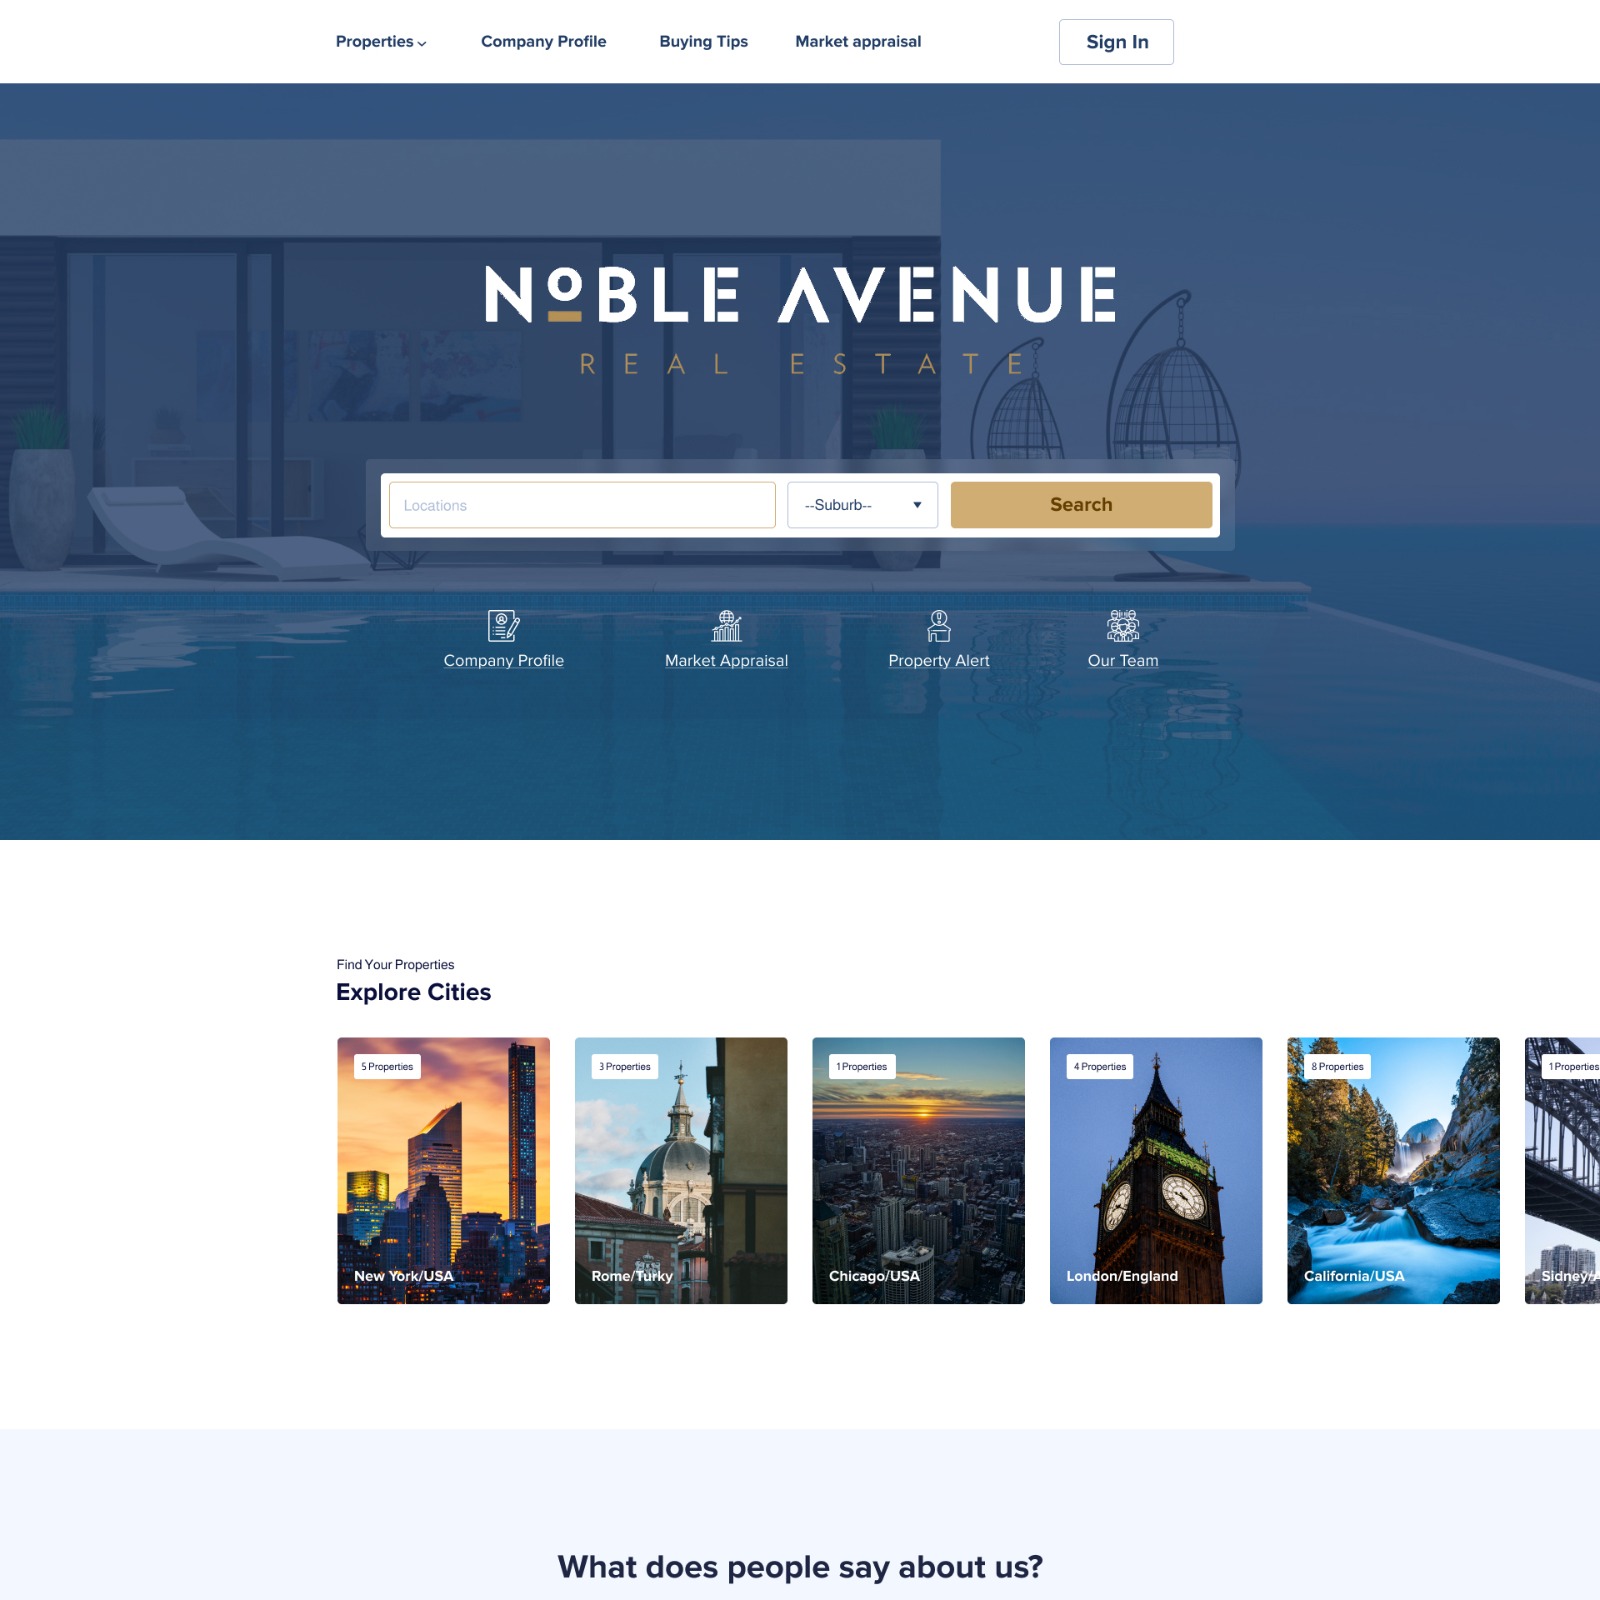 Properties
Company Profile
Buying Tips
Market appraisal
Sign In
NoBLE AVENUE
REAL ESTATE
Locations
--Suburb--
Search
Company Profile
Market Appraisal
Property Alert
Our Team
Find Your Properties
Explore Cities
5 Properties
3 Properties
1 Properties
4 Properties
8 Properties
1 Properties
New York/USA
Rome/Turky
Chicago/USA
London/England
California/USA
Sidney/
What does people say about us?